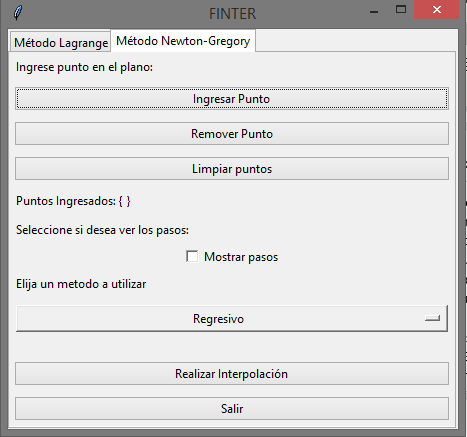 FINTER
Método Lagrange Método Newton-Gregory
Ingrese punto en el plano:
Ingresar Punto
Remover Punto
Limpiar puntos
Puntos Ingresados: { }
Seleccione si desea ver los pasos:
Mostrar pasos
Elija un metodo a utilizar
Regresivo
Realizar Interpolación
Salir